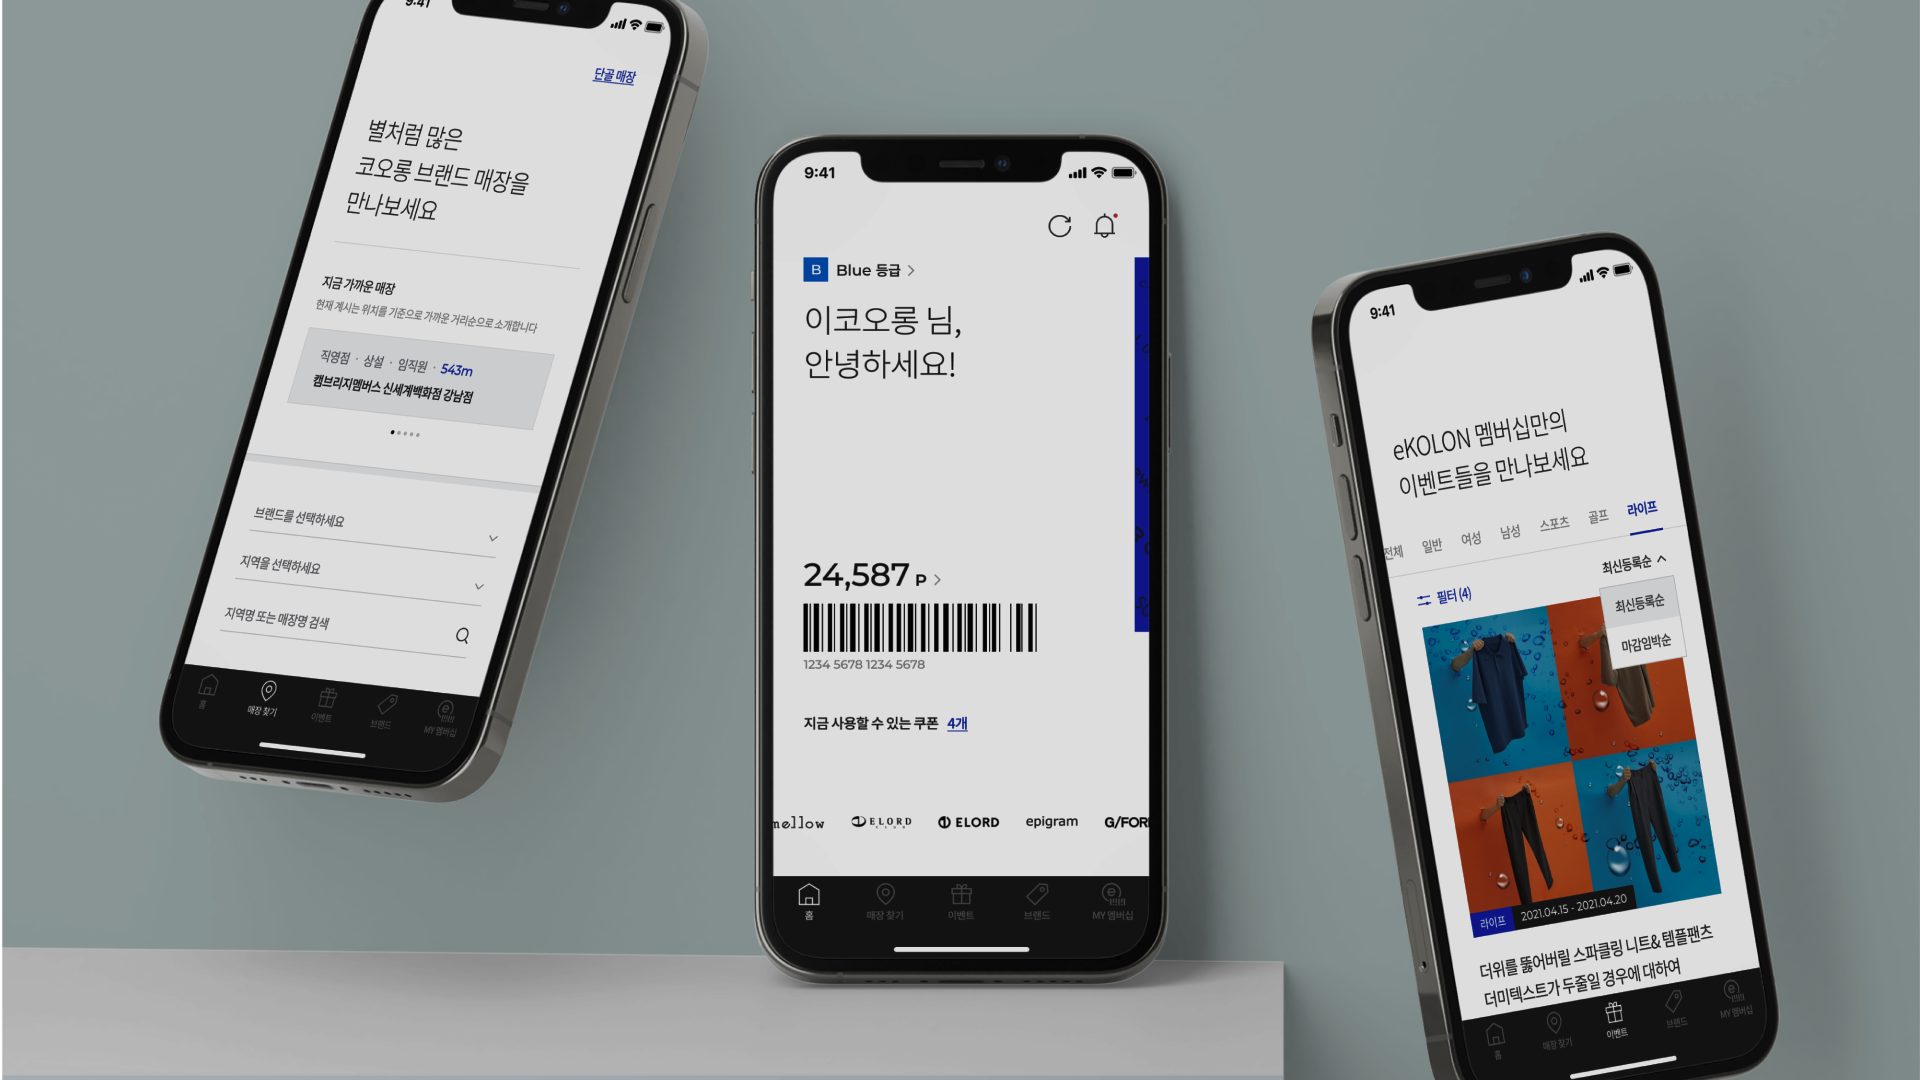 9:41
단골 매장
별처럼 많은
코오롱 브랜드 매장을
만나보세요
지금 가까운 매장
현재 계시는 위치를 기준으로 가까운 거리순으로 소개합니다
직영점 · 상설 · 임직원 · 543m
캠브리지멤버스 신세계백화점 강남점
브랜드를 선택하세요
지역을 선택하세요
지역명 또는 매장명 검색
홈
매장 찾기
이벤트
브랜드
MY 멤버십
9:41
B Blue 등급
이코오롱 님,
안녕하세요!
24,587 P
1234 5678 1234 5678
지금 사용할 수 있는 쿠폰 4개
mellow ELORD ELORD epigram G/FOR
홈 매장 찾기 이벤트 브랜드 MY 멤버십
9:41
eKOLON 멤버십만의
이벤트들을 만나보세요
전체 일반 여성 남성 스포츠 골프 라이프
최신등록순
필터 (4)
최신등록순
마감임박순
라이프 2021.04.15 - 2021.04.20
더위를 뚫어버릴 스파클링 니트& 템플팬츠
더미텍스트가 두줄일 경우에 대하여
홈 매장 찾기 이벤트 브랜드 MY 멤버십